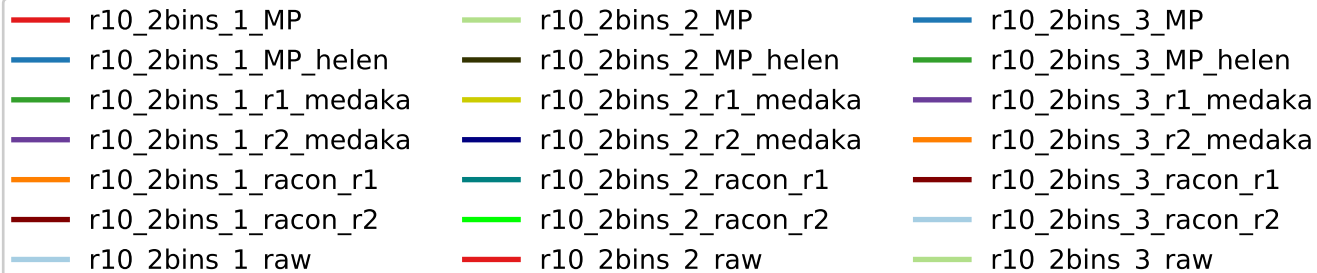 r10_2bins_1_MP r10_2bins_2_MP r10_2bins_3_MP
r10_2bins_1_MP_helen r10_2bins_2_MP_helen r10_2bins_3_MP_helen
r10_2bins_1_r1_medaka r10_2bins_2_r1_medaka r10_2bins_3_r1_medaka
r10_2bins_1_r2_medaka r10_2bins_2_r2_medaka r10_2bins_3_r2_medaka
r10_2bins_1_racon_r1 r10_2bins_2_racon_r1 r10_2bins_3_racon_r1
r10_2bins_1_racon_r2 r10_2bins_2_racon_r2 r10_2bins_3_racon_r2
r10_2bins_1_raw r10_2bins_2_raw r10_2bins_3_raw